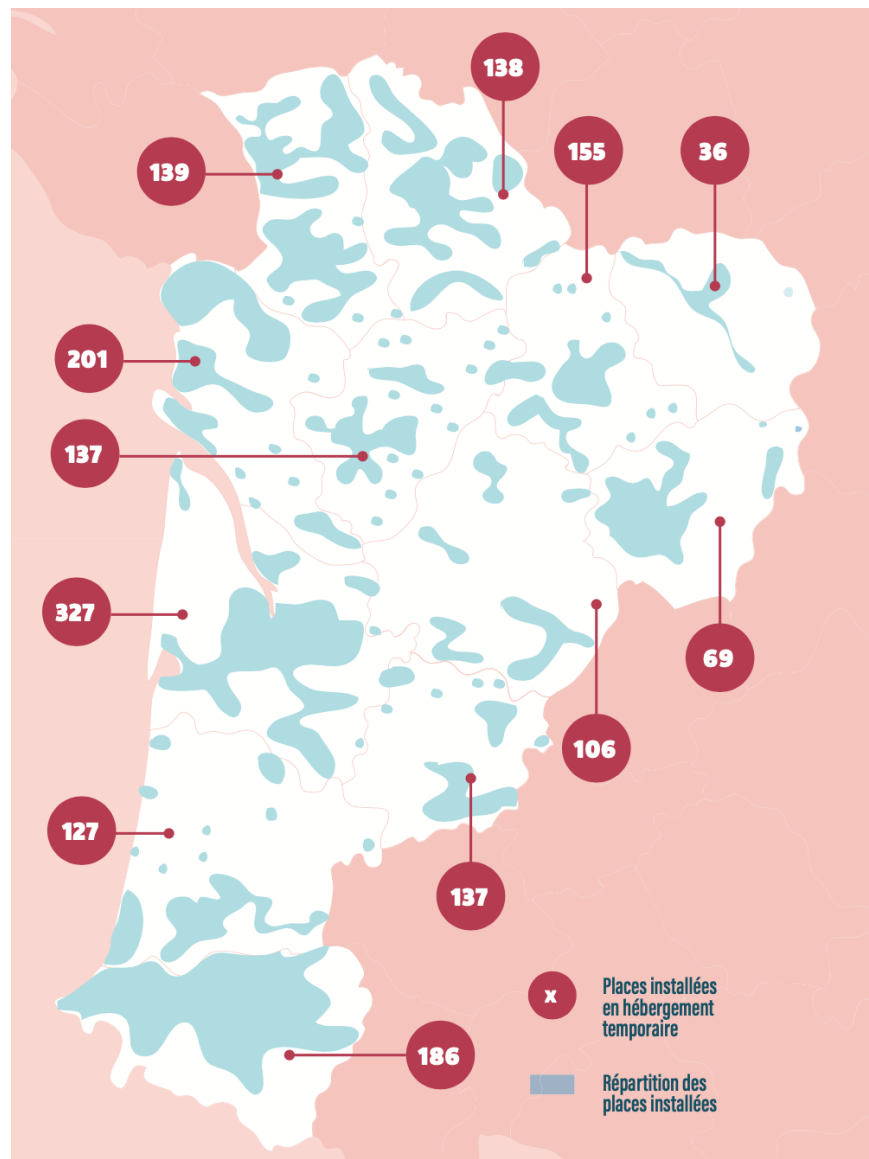 138
155
36
139
201
137
327
69
106
127
137
186
x
Places installées
en hébergement
temporaire
Répartition des
places installées